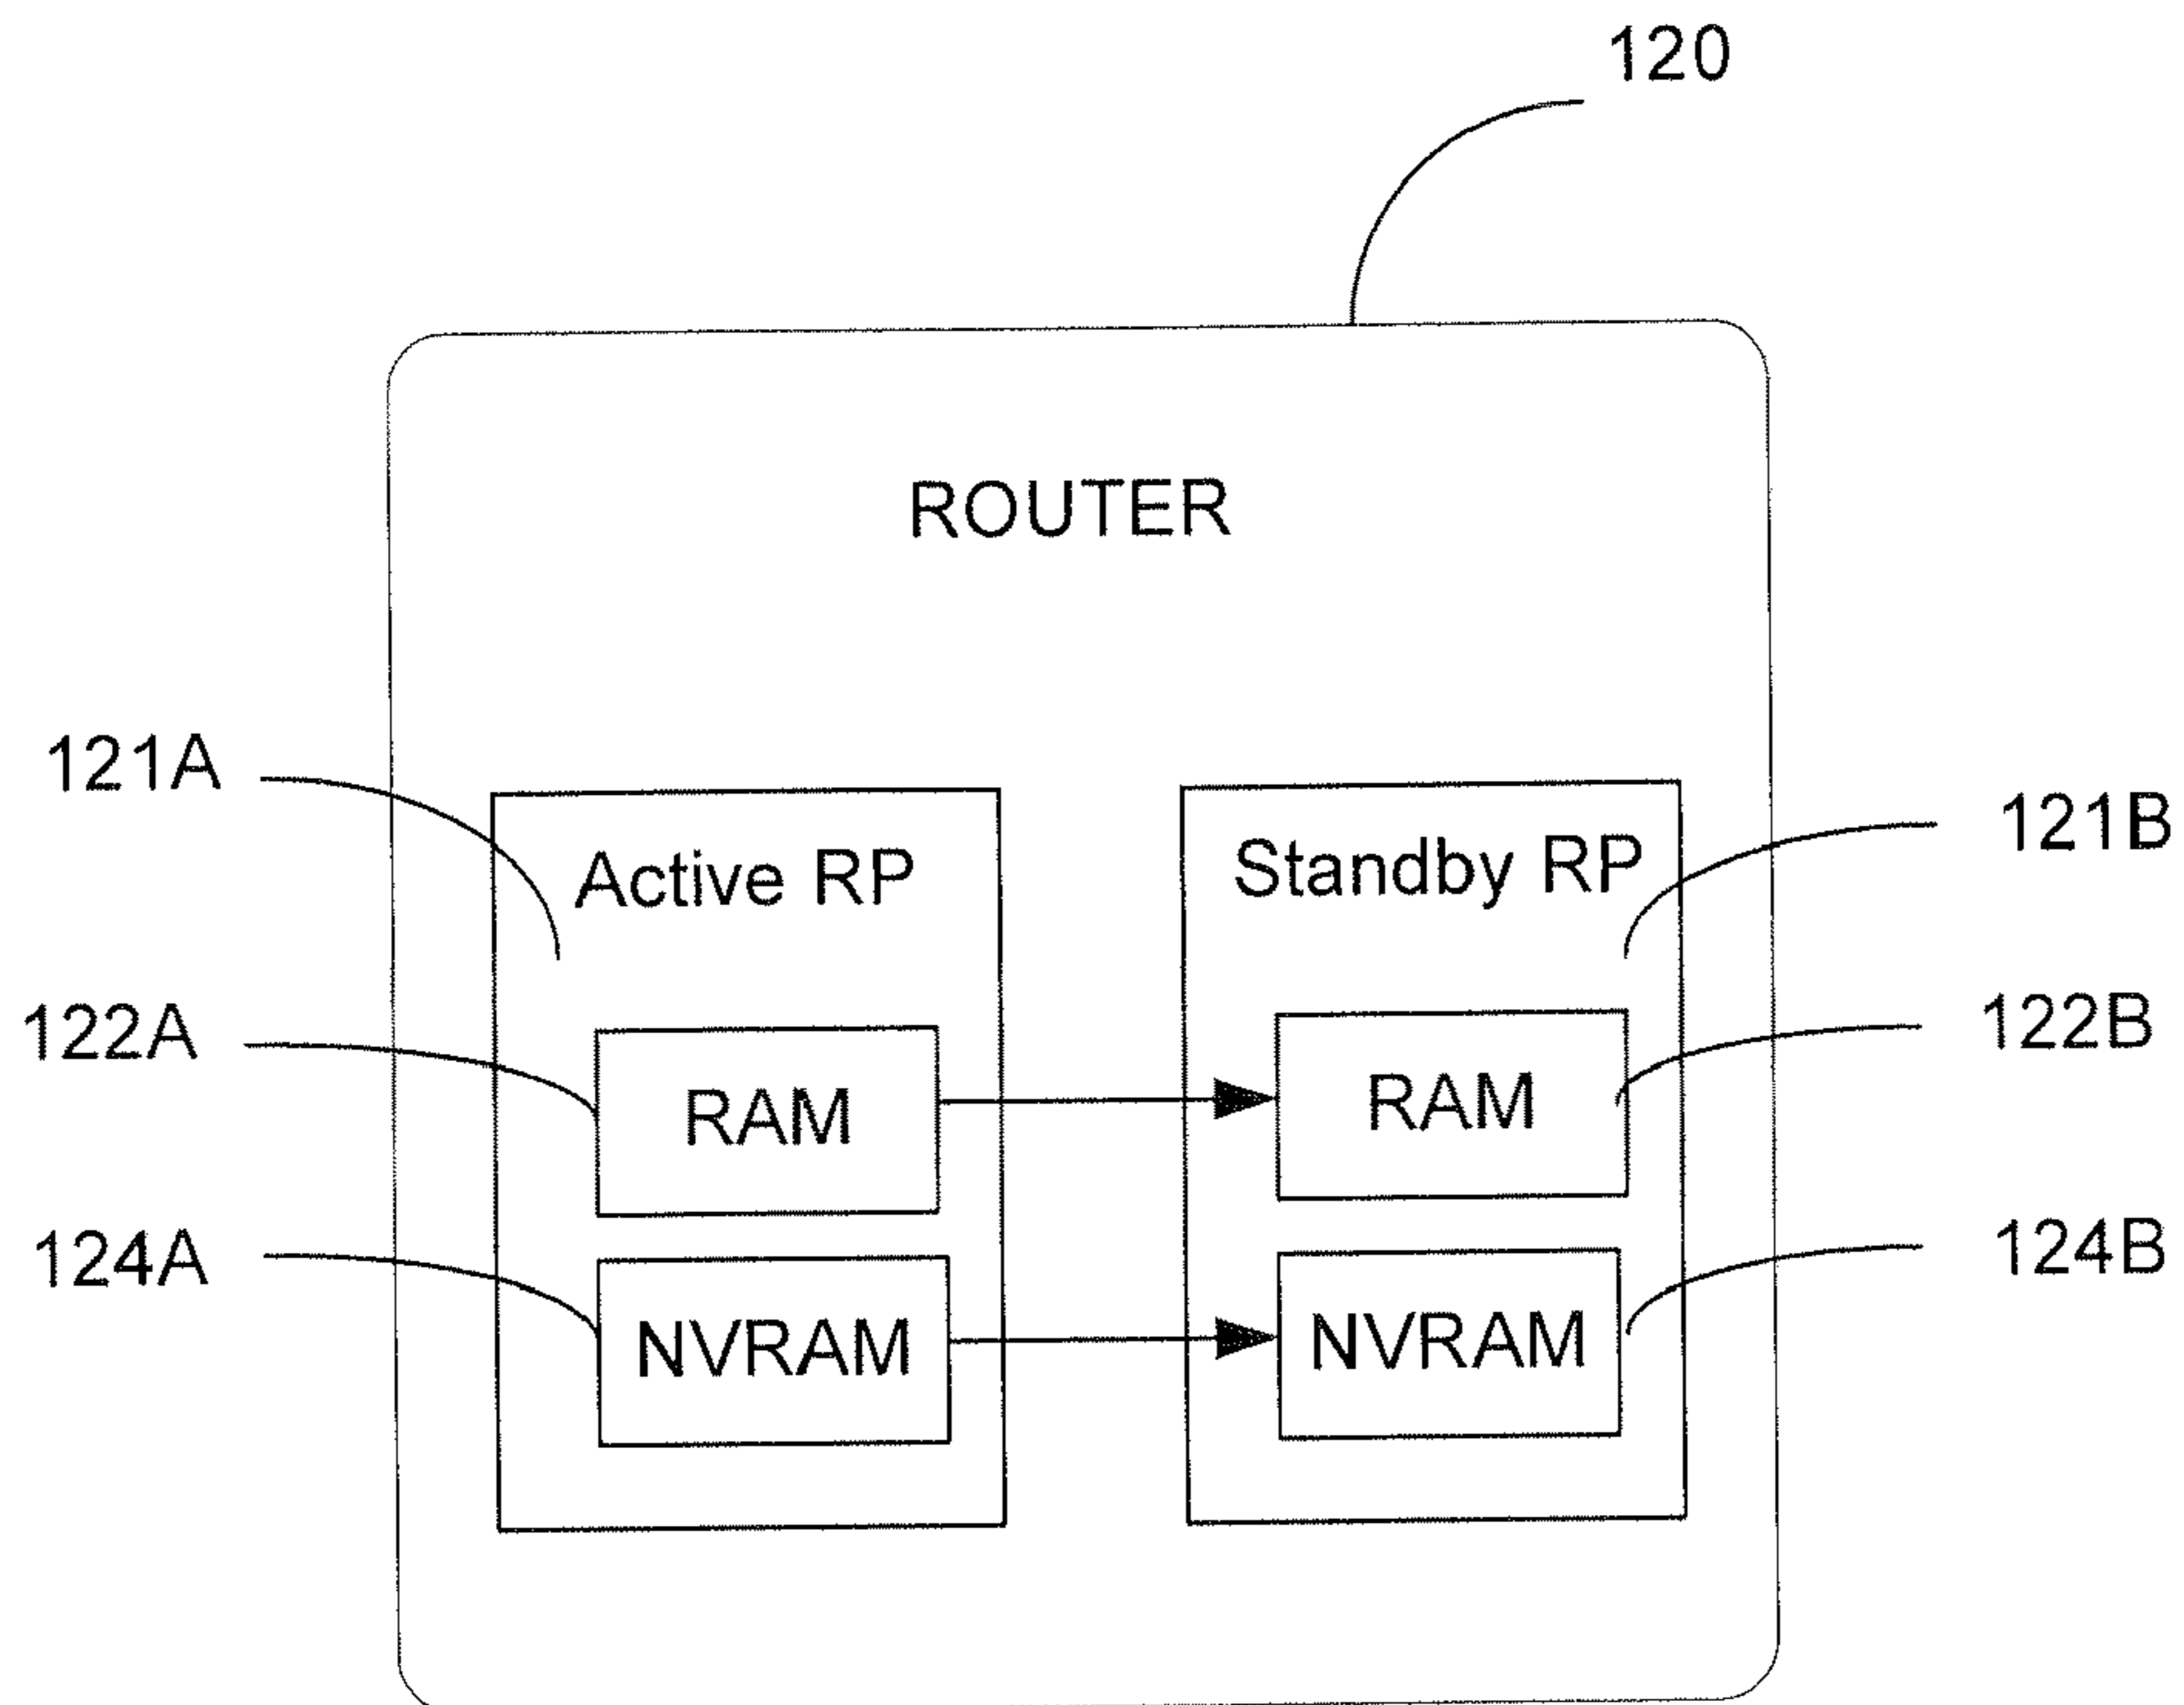 120
ROUTER
121A
121B
Active RP
Standby RP
122A
122B
RAM
RAM
124A
124B
NVRAM
NVRAM